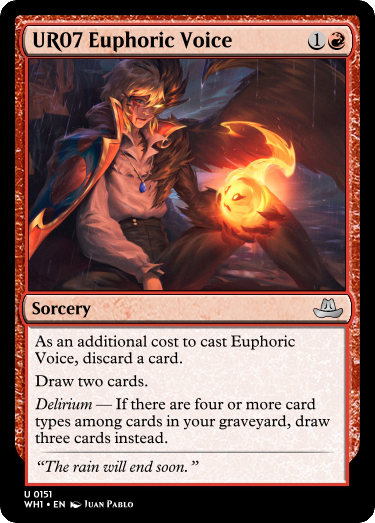 UR07 Euphoric Voice 1
Sorcery
As an additional cost to cast Euphoric
Voice, discard a card.
Draw two cards.
Delirium — If there are four or more card
types among cards in your graveyard, draw
three cards instead.
“The rain will end soon.”
U 0151
WH1 • EN Juan Pablo